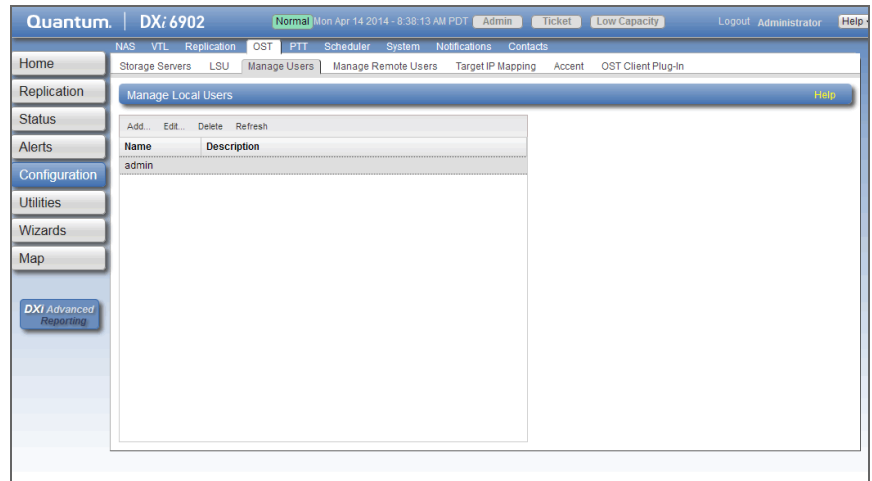 Quantum. DXi 6902 Normal Mon Apr 14 2014 - 8:38:13 AM PDT Admin Ticket Low Capacity Logout Administrator Help
NAS VTL Replication OST PTT Scheduler System Notifications Contacts
Storage Servers LSU Manage Users Manage Remote Users Target IP Mapping Accent OST Client Plug-In
Home
Replication
Status
Alerts
Configuration
Utilities
Wizards
Map
DXi Advanced
Reporting
Manage Local Users Help
Add... Edit... Delete Refresh
Name Description
admin